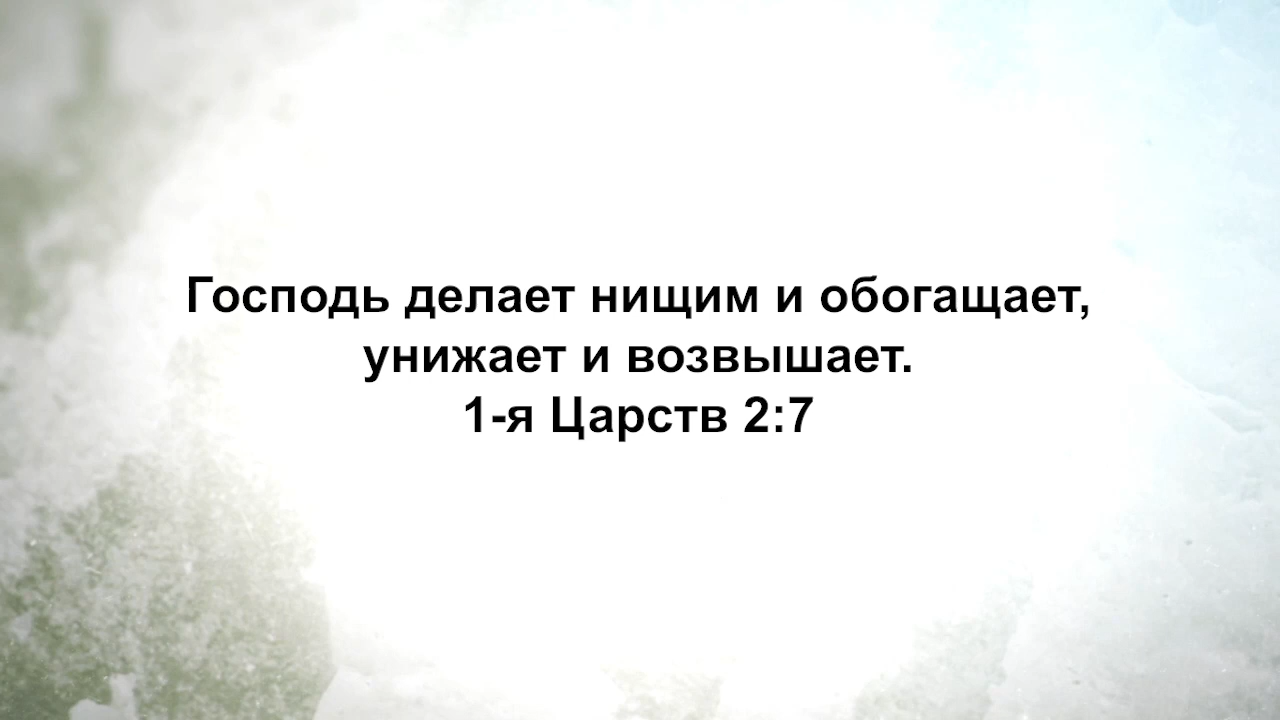 Господь делает нищим и обогащает,
унижает и возвышает.
1-я Царств 2:7